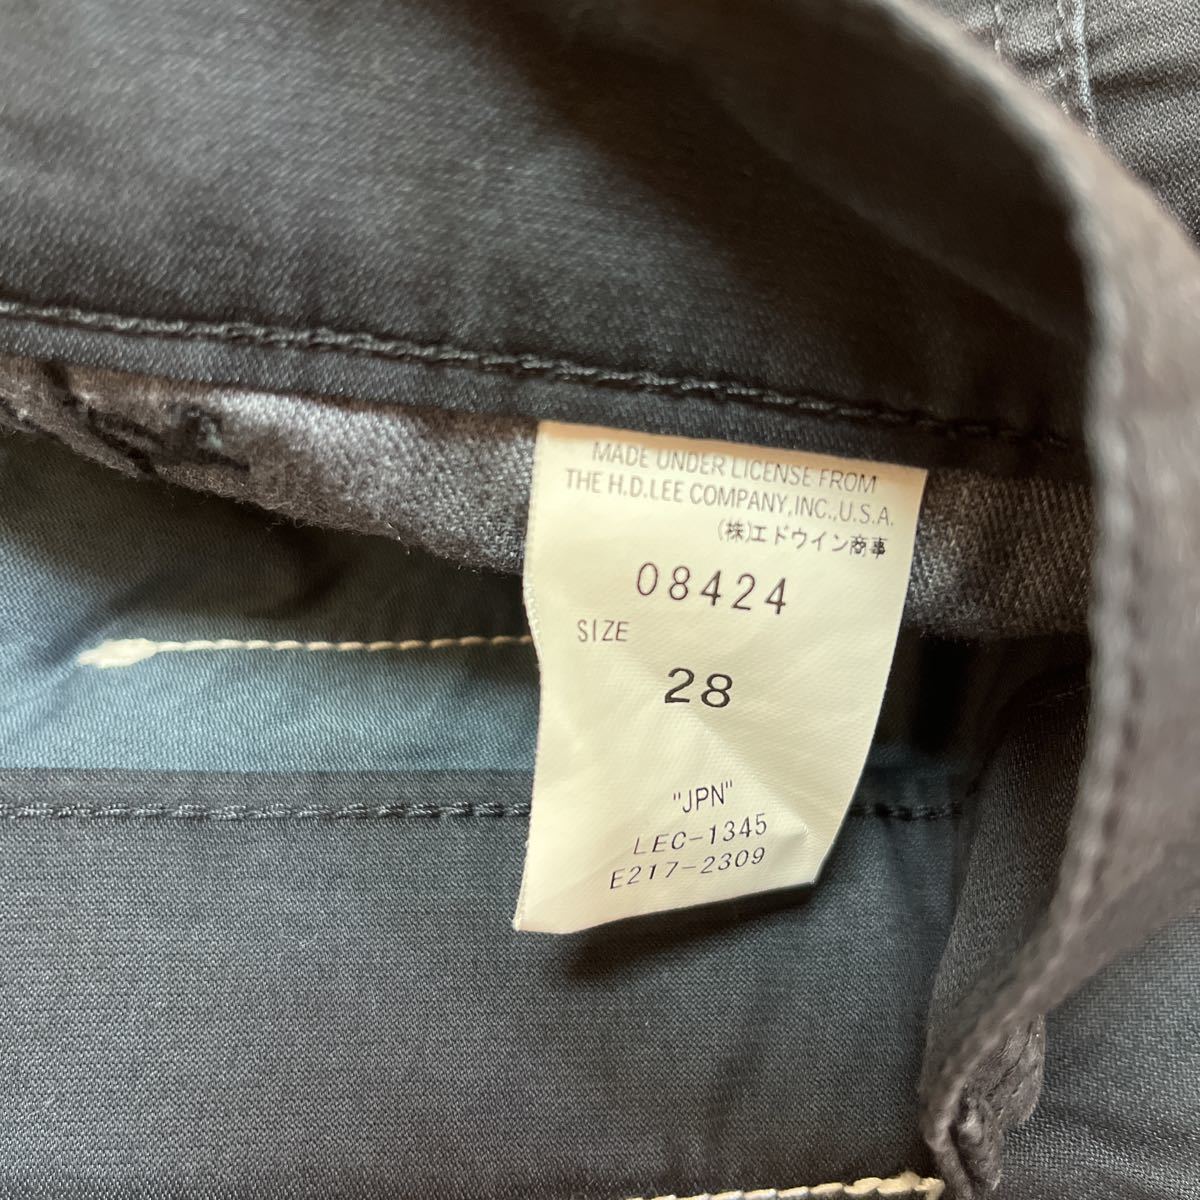 MADE UNDER LICENSE FROM
THE H.D.LEE COMPANY,INC.,U.S.A.
(株)エドウイン商事
08424
SIZE
28
"JPN"
LEC-1345
E217-2309